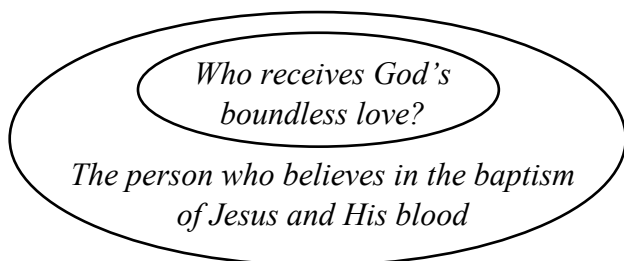 Who receives God’s
boundless love?
The person who believes in the baptism
of Jesus and His blood